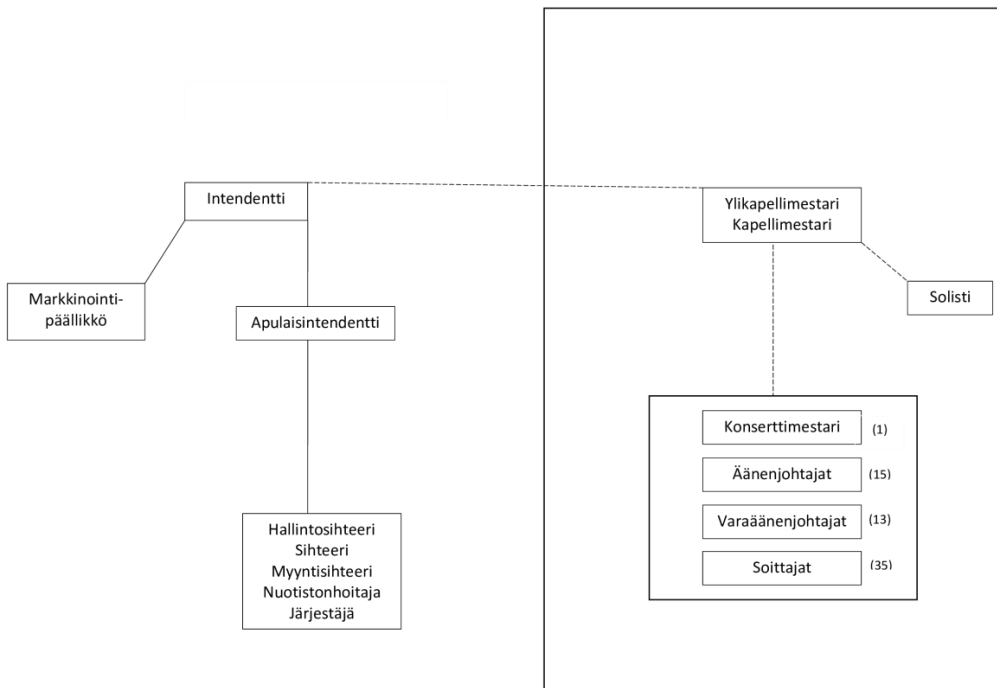 Intendentti
Ylikapellimestari
Kapellimestari
Markkinointi-
päällikkö
Apulaisintendentti
Solisti
Konserttimestari (1)
Äänenjohtajat (15)
Varaäänenjohtajat (13)
Soittajat (35)
Hallintosihteeri
Sihteeri
Myyntisihteeri
Nuotistonhoitaja
Järjestäjä